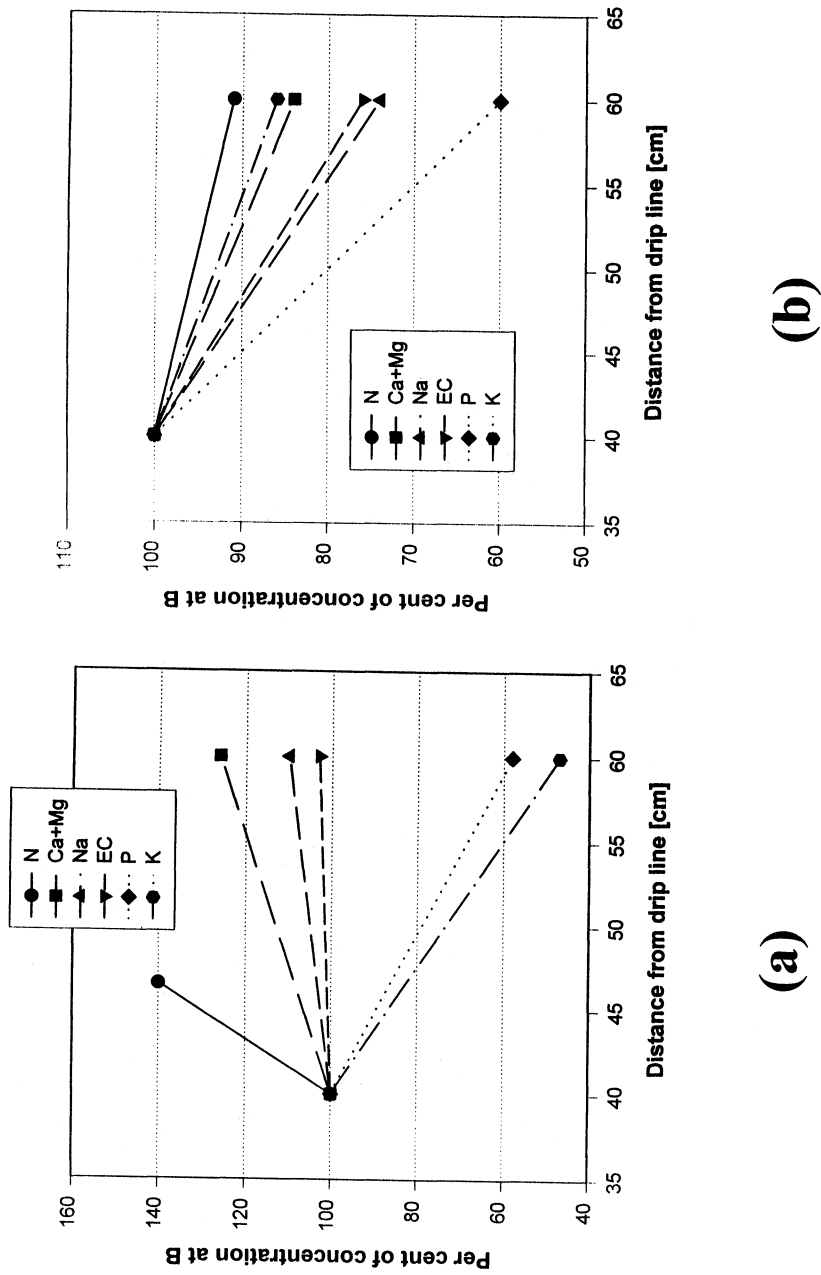 160
140
120
100
80
60
40
35
40
45
50
55
60
65
Per cent of concentration at B
Distance from drip line [cm]
N
Ca+Mg
Na
EC
P
K
(a)
110
100
90
80
70
60
50
35
40
45
50
55
60
65
Per cent of concentration at B
Distance from drip line [cm]
N
Ca+Mg
Na
EC
P
K
(b)